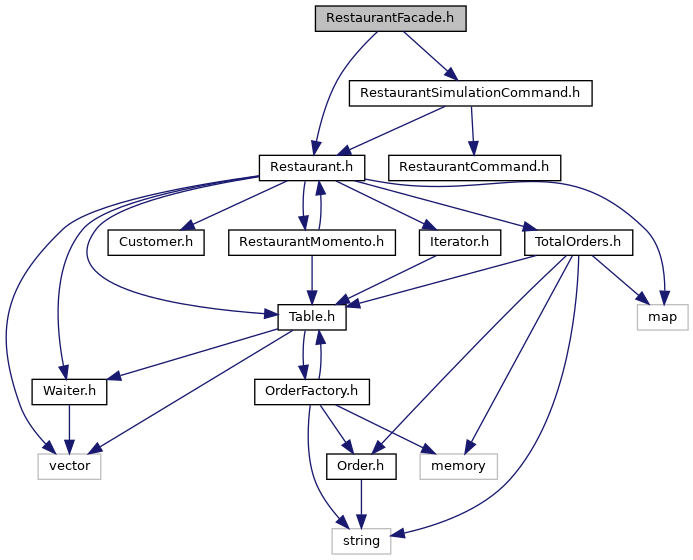 RestaurantFacade.h
RestaurantSimulationCommand.h
Restaurant.h
RestaurantCommand.h
Customer.h
RestaurantMomento.h
Iterator.h
TotalOrders.h
Table.h
map
Waiter.h
OrderFactory.h
vector
Order.h
memory
string